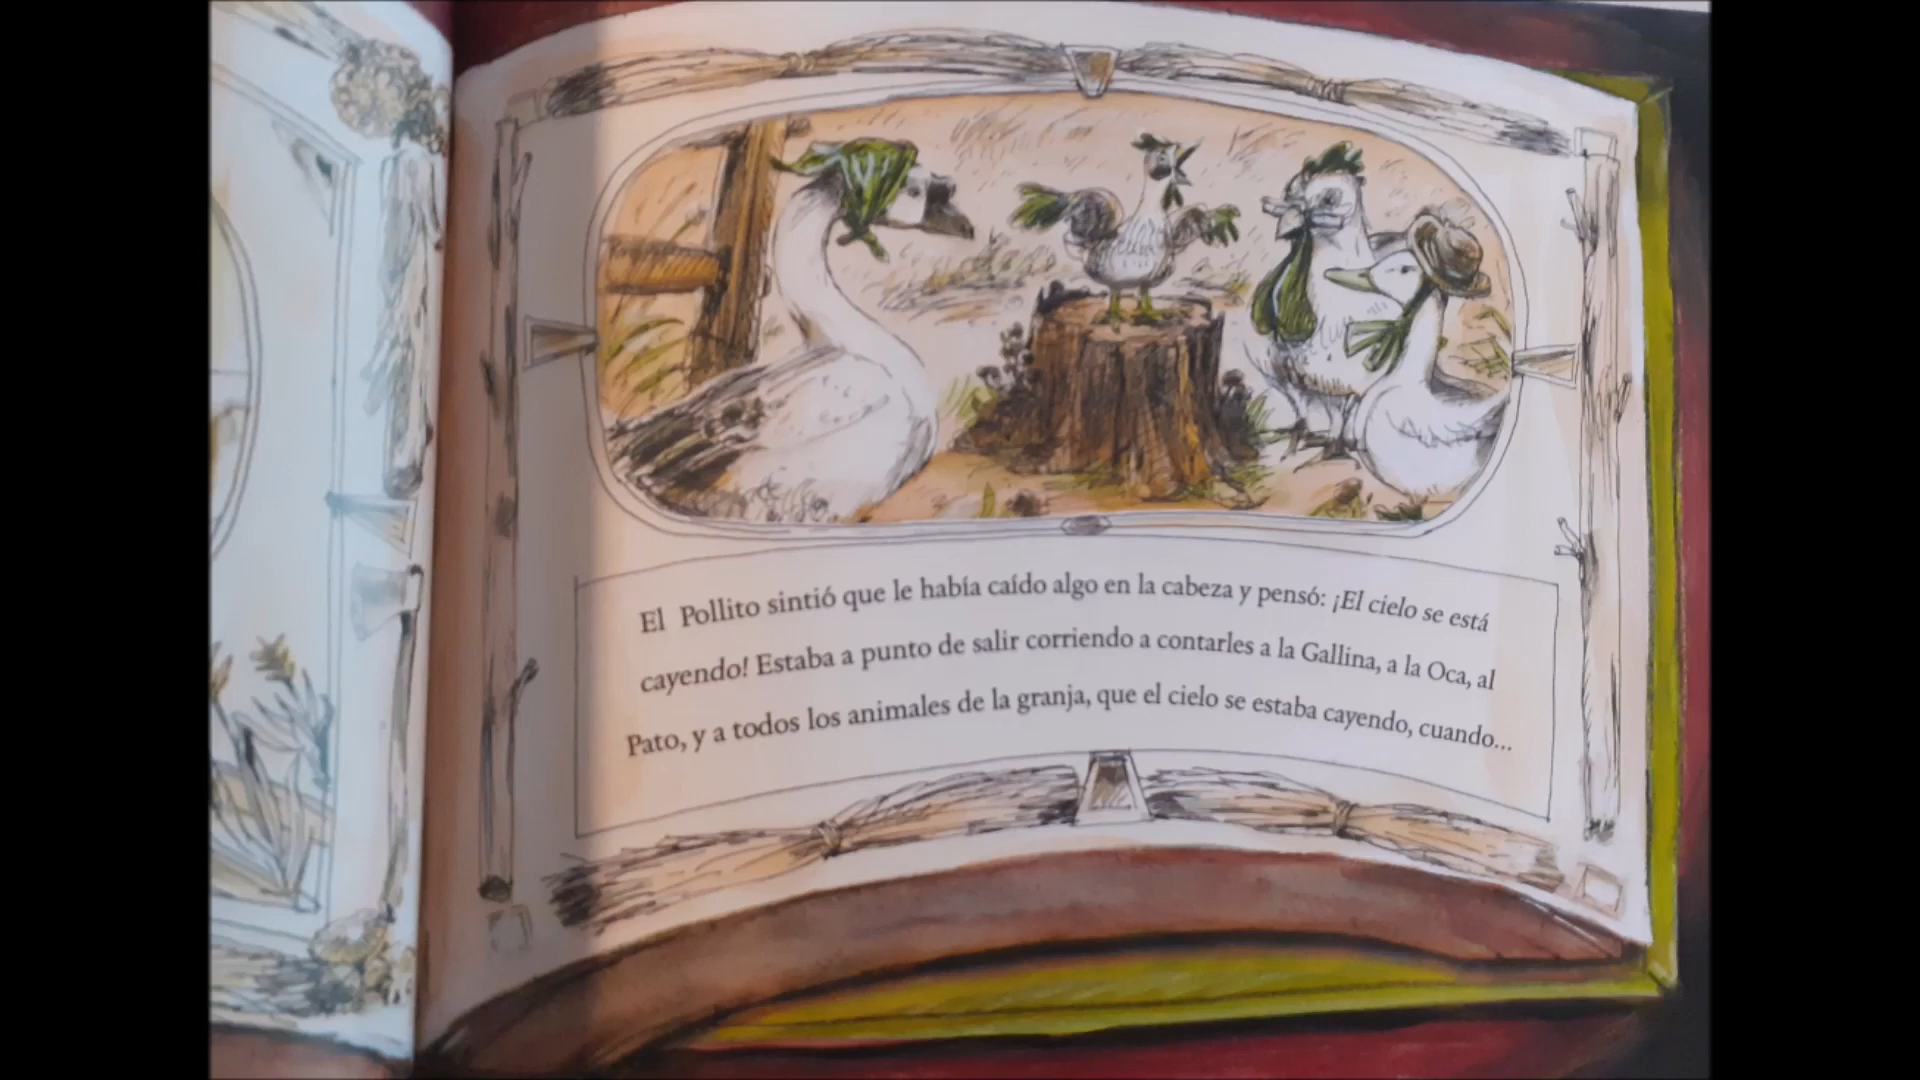 El Pollito sintió que le había caído algo en la cabeza y pensó: ¡El cielo se está
cayendo! Estaba a punto de salir corriendo a contarles a la Gallina, a la Oca, al
Pato, y a todos los animales de la granja, que el cielo se estaba cayendo, cuando...